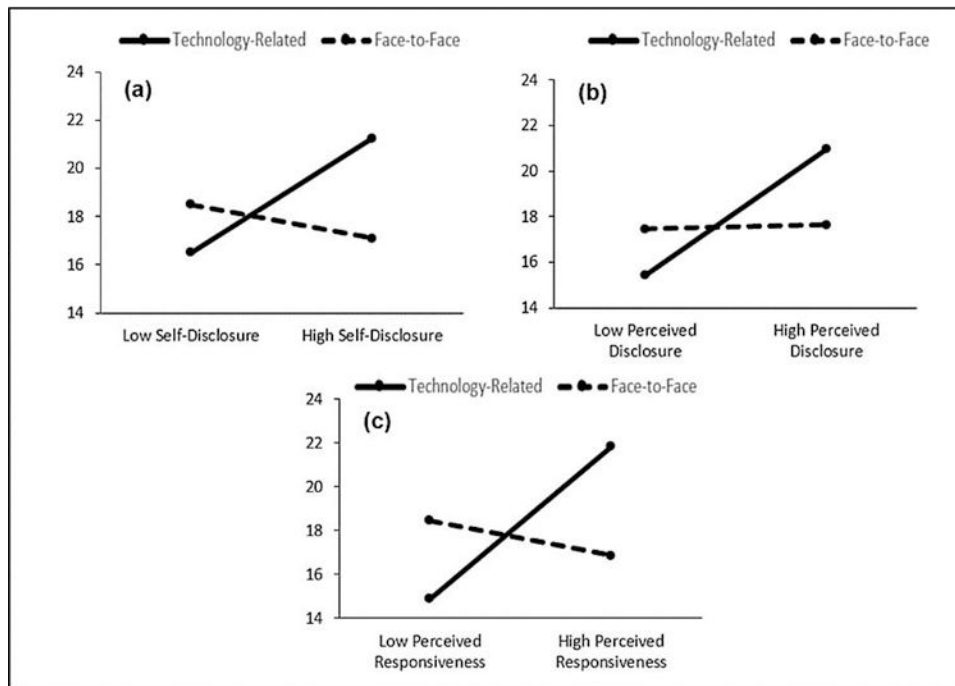 Technology-Related Face-to-Face
(a)
24
22
20
18
16
14
Low Self-Disclosure High Self-Disclosure
Technology-Related Face-to-Face
(b)
24
22
20
18
16
14
Low Perceived High Perceived
Disclosure Disclosure
Technology-Related Face-to-Face
(c)
24
22
20
18
16
14
Low Perceived High Perceived
Responsiveness Responsiveness